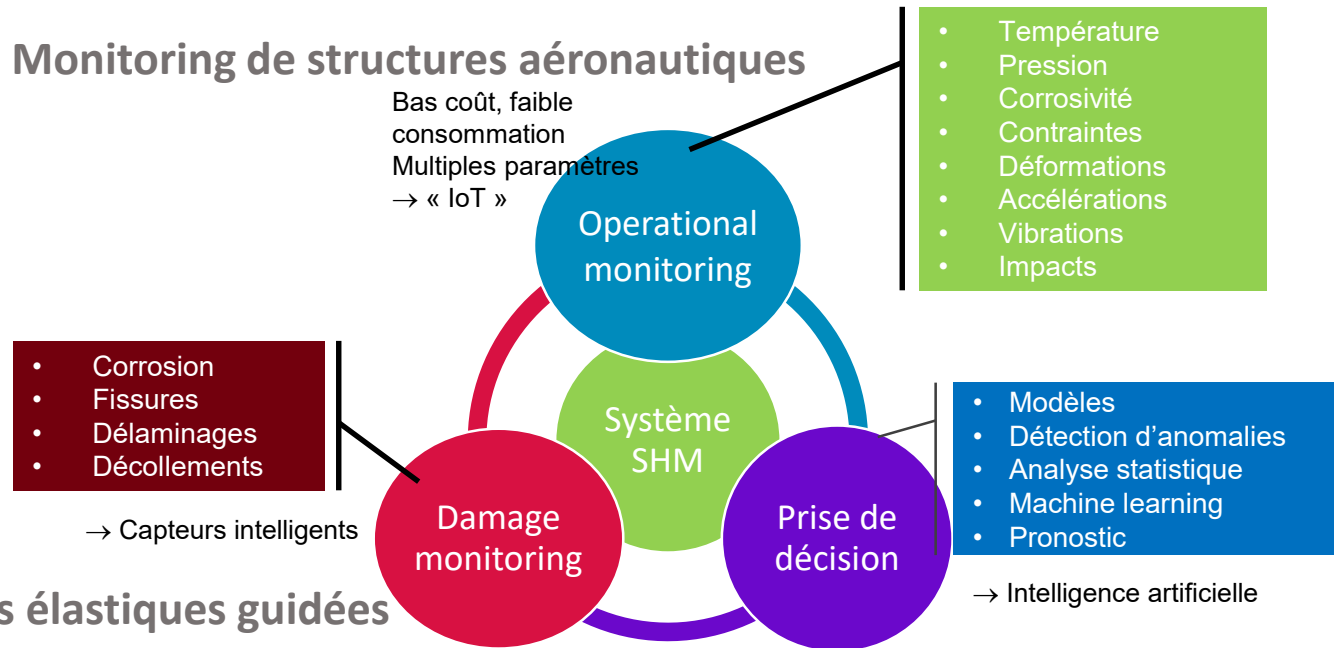 Monitoring de structures aéronautiques
Bas coût, faible
consommation
Multiples paramètres
→ « IoT »
• Température
• Pression
• Corrosivité
• Contraintes
• Déformations
• Accélérations
• Vibrations
• Impacts
Operational
monitoring
• Corrosion
• Fissures
• Délaminages
• Décollements
→ Capteurs intelligents
Système
SHM
• Modèles
• Détection d’anomalies
• Analyse statistique
• Machine learning
• Pronostic
→ Intelligence artificielle
Damage
monitoring
Prise de
décision
s élastiques guidées